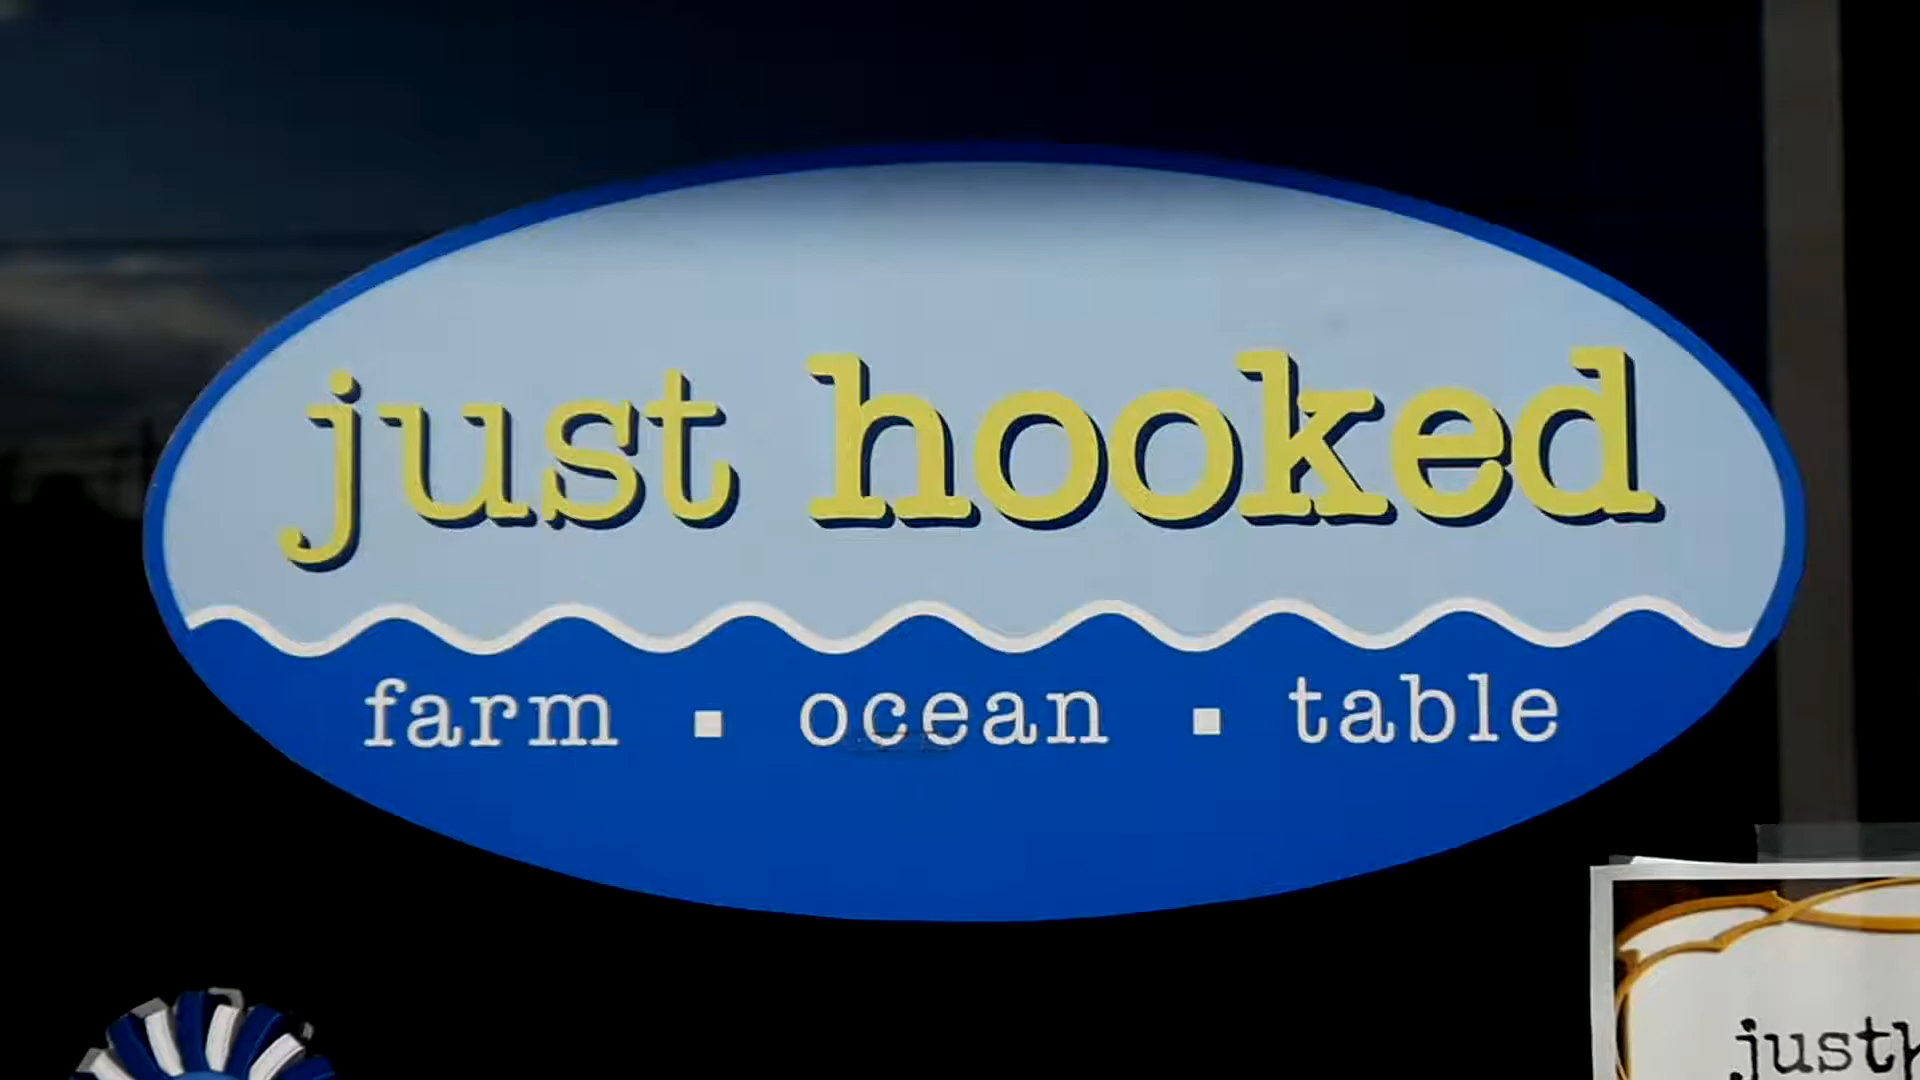 just hooked
farm ▪ ocean ▪ table